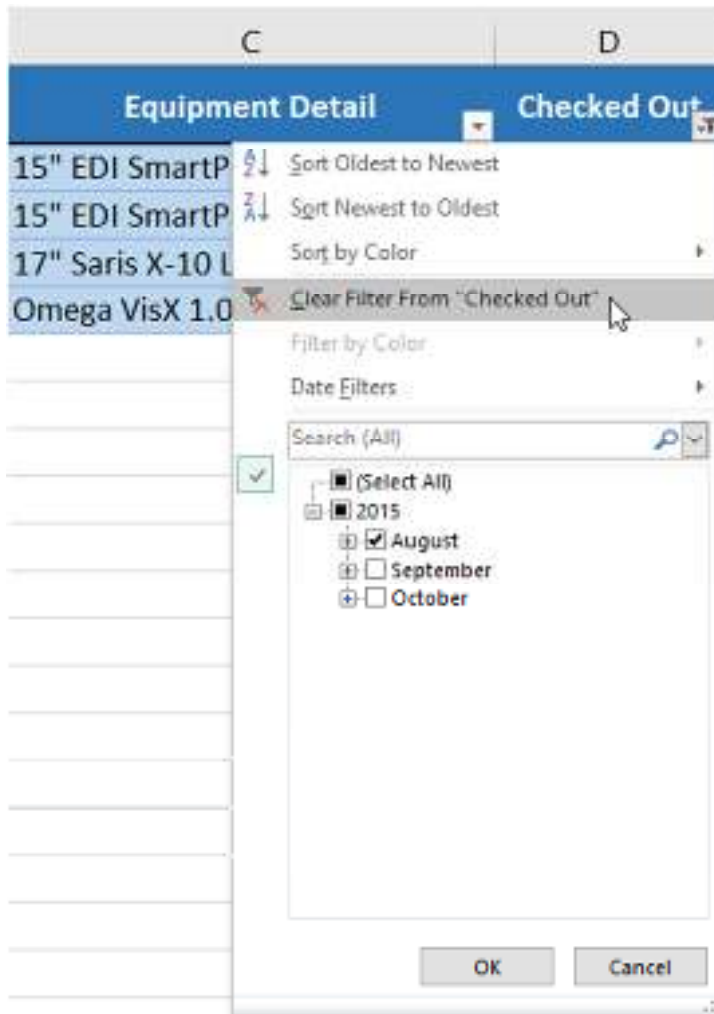 C D
Equipment Detail Checked Out
15" EDI SmartP
15" EDI SmartP
17" Saris X-10 L
Omega VisX 1.0
Sort Oldest to Newest
Sort Newest to Oldest
Sort by Color
Clear Filter From "Checked Out"
Filter by Color
Date Filters
Search (All)
(Select All)
2015
August
September
October
OK Cancel